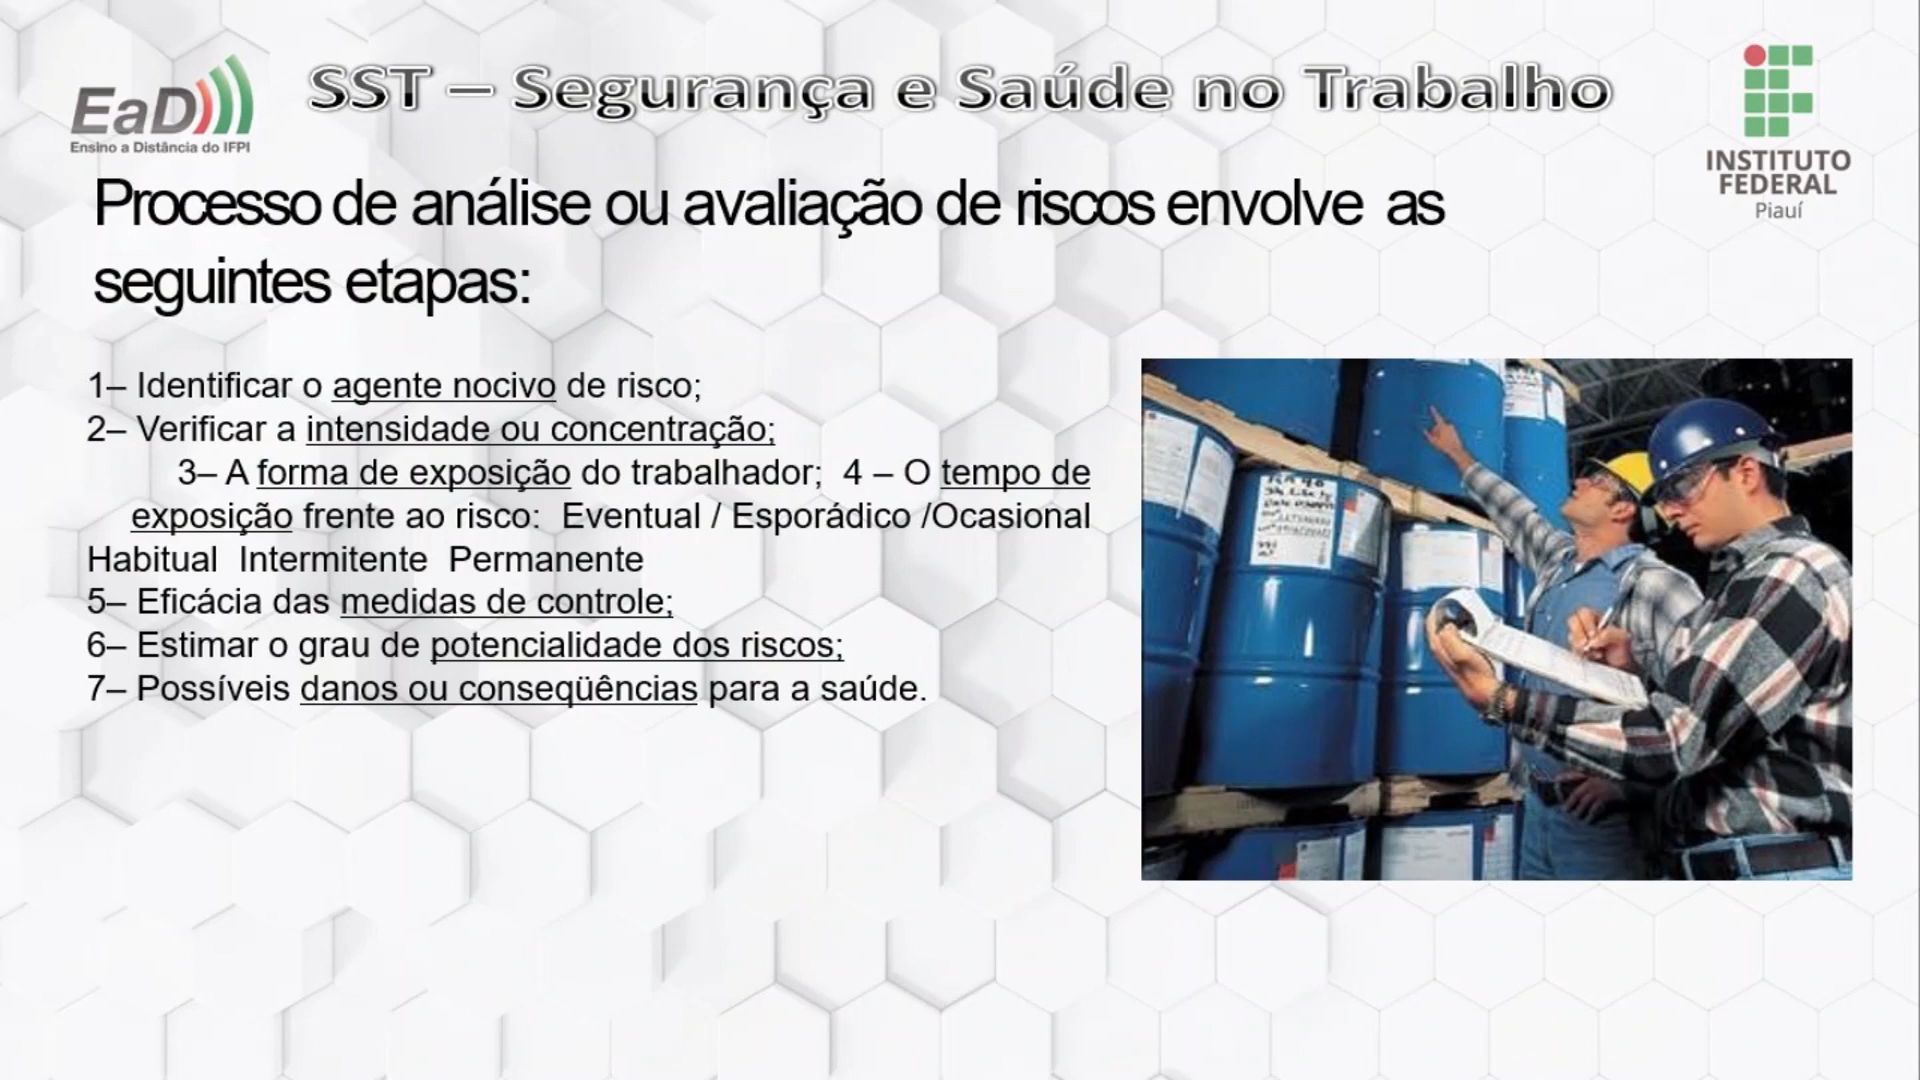 EaD
Ensino a Distância do IFPI
SST – Segurança e Saúde no Trabalho
INSTITUTO
FEDERAL
Piauí
Processo de análise ou avaliação de riscos envolve as
seguintes etapas:
1– Identificar o agente nocivo de risco;
2– Verificar a intensidade ou concentração;
3– A forma de exposição do trabalhador; 4 – O tempo de
exposição frente ao risco: Eventual / Esporádico /Ocasional
Habitual Intermitente Permanente
5– Eficácia das medidas de controle;
6– Estimar o grau de potencialidade dos riscos;
7– Possíveis danos ou conseqüências para a saúde.